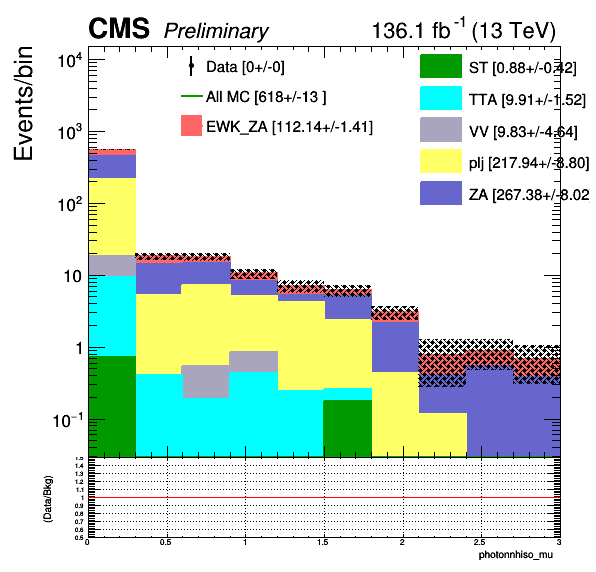 CMS Preliminary 136.1 fb⁻¹ (13 TeV)
Events/bin
10⁴
10³
10²
10
1
10⁻¹
Data [0+/-0]
All MC [618+/-13 ]
EWK_ZA [112.14+/-1.41]
ST [0.88+/-0.42]
TTA [9.91+/-1.52]
VV [9.83+/-4.64]
plj [217.94+/-8.80]
ZA [267.38+/-8.02
(Data/Bkg)
1.5
1.4
1.3
1.2
1.1
1
0.9
0.8
0.7
0.6
0.5
0 0.5 1 1.5 2 2.5 3
photonnhiso_mu